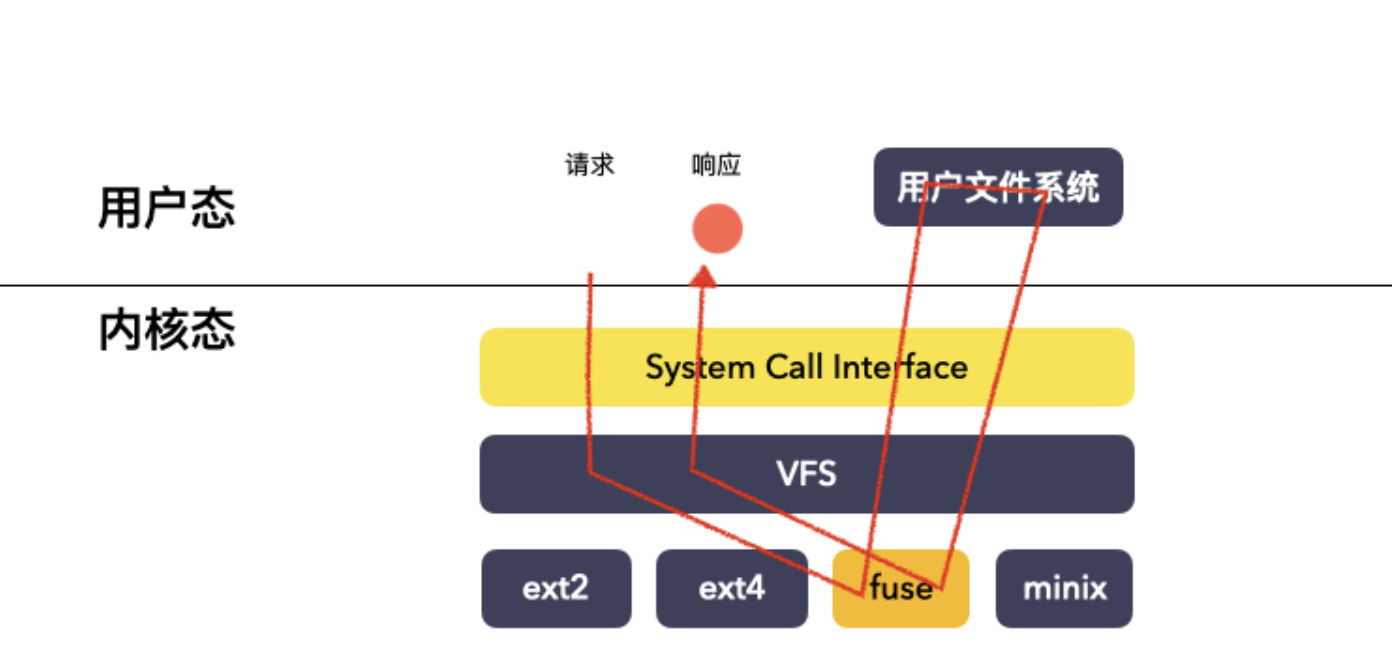 请求
响应
用户文件系统
用户态
内核态
System Call Interface
VFS
ext2
ext4
fuse
minix